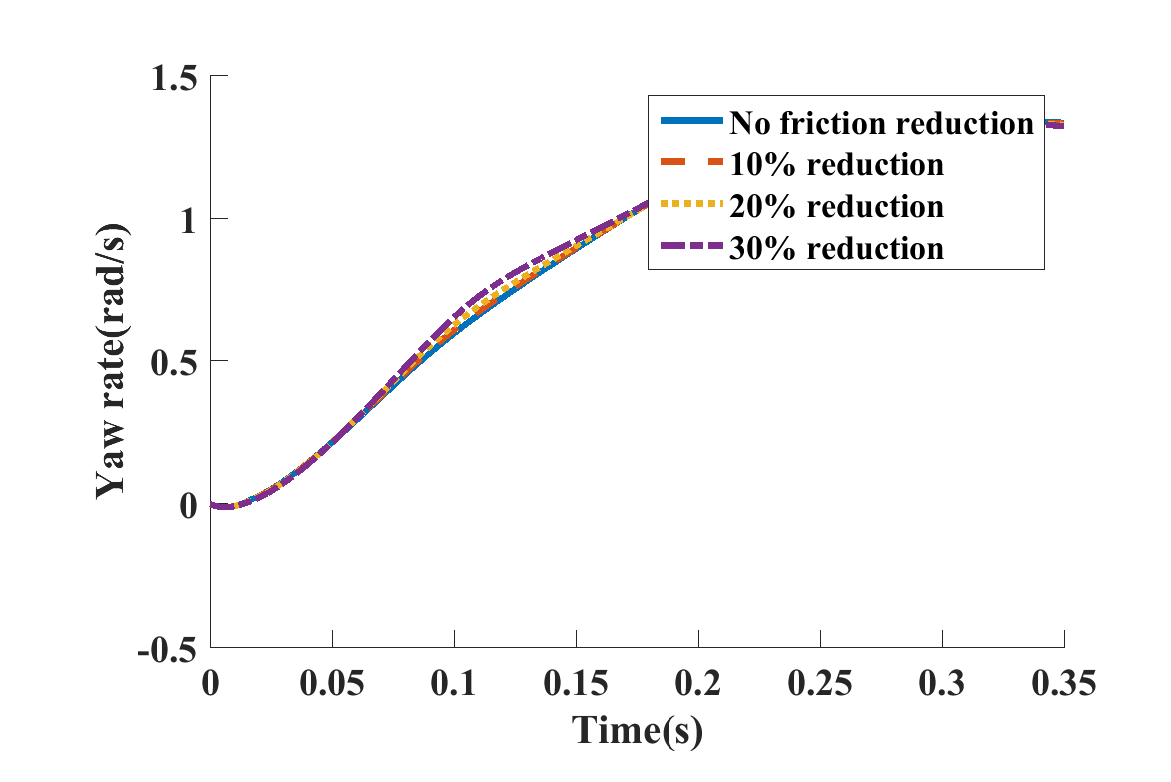 1.5
1
0.5
0
-0.5
Yaw rate(rad/s)
No friction reduction
10% reduction
20% reduction
30% reduction
0 0.05 0.1 0.15 0.2 0.25 0.3 0.35
Time(s)